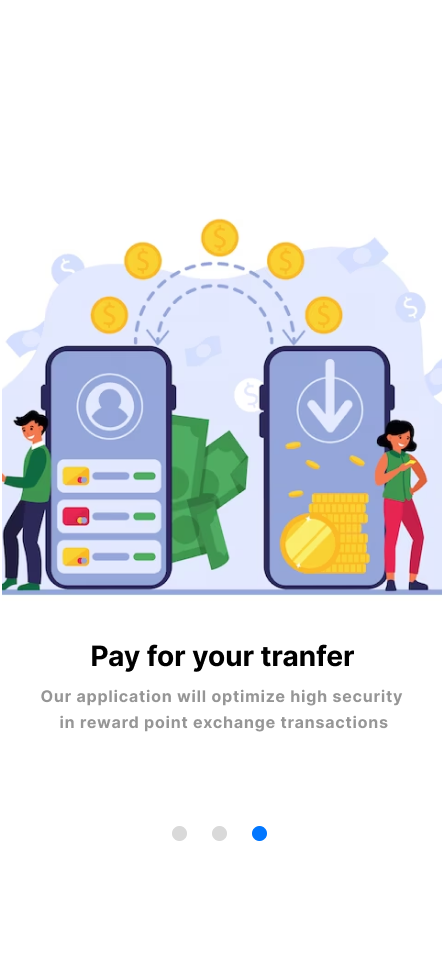 $
$ $
$ $
$ $
$
Pay for your tranfer
Our application will optimize high security
in reward point exchange transactions